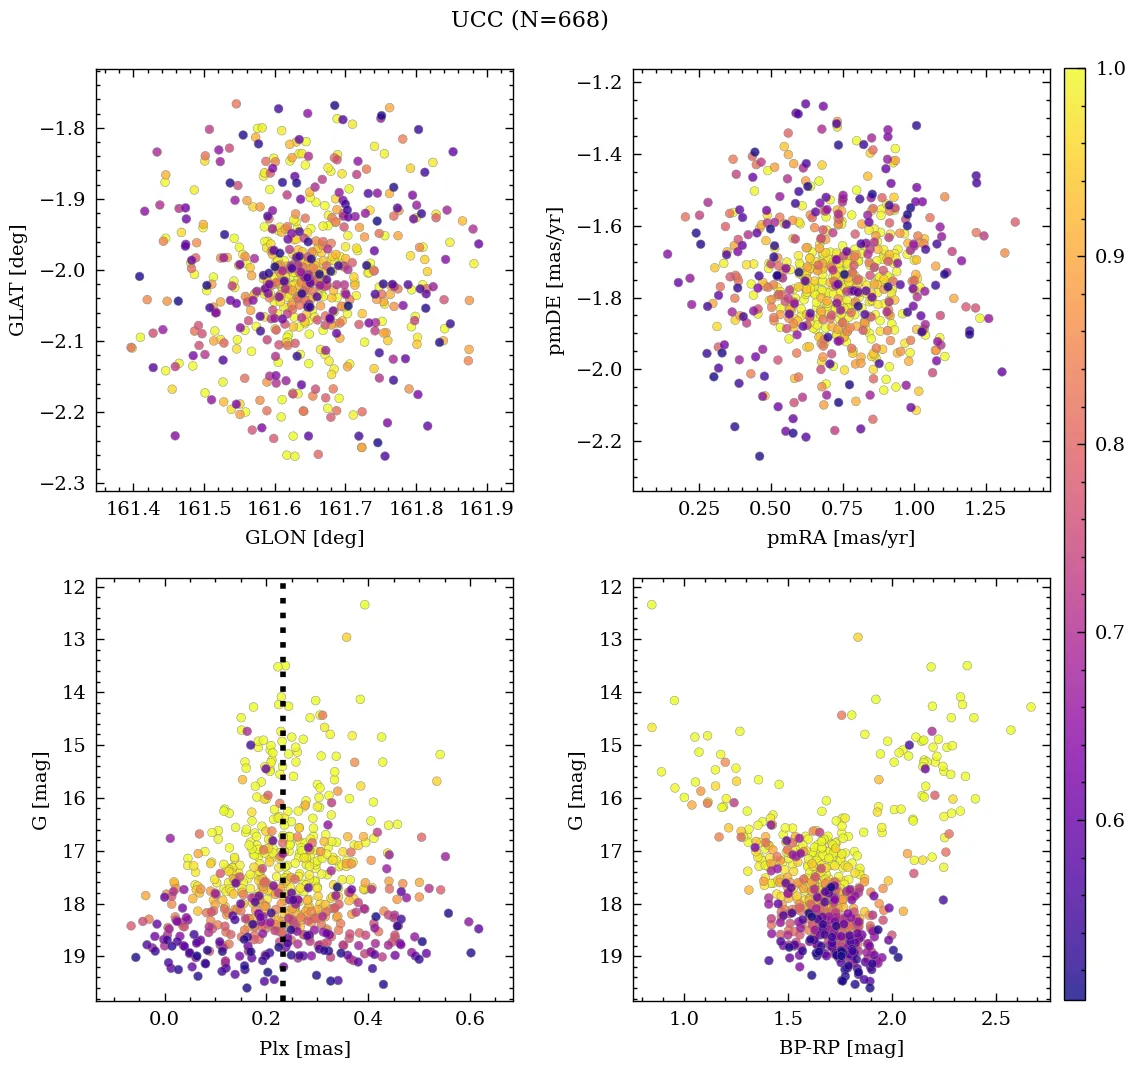 UCC (N=668)
−1.8
−1.9
−2.0
−2.1
−2.2
−2.3
GLAT [deg]
161.4 161.5 161.6 161.7 161.8 161.9
GLON [deg]
−1.2
−1.4
−1.6
−1.8
−2.0
−2.2
pmDE [mas/yr]
0.25 0.50 0.75 1.00 1.25
pmRA [mas/yr]
1.0
0.9
0.8
0.7
0.6
12
13
14
15
16
17
18
19
G [mag]
0.0 0.2 0.4 0.6
Plx [mas]
12
13
14
15
16
17
18
19
G [mag]
1.0 1.5 2.0 2.5
BP-RP [mag]